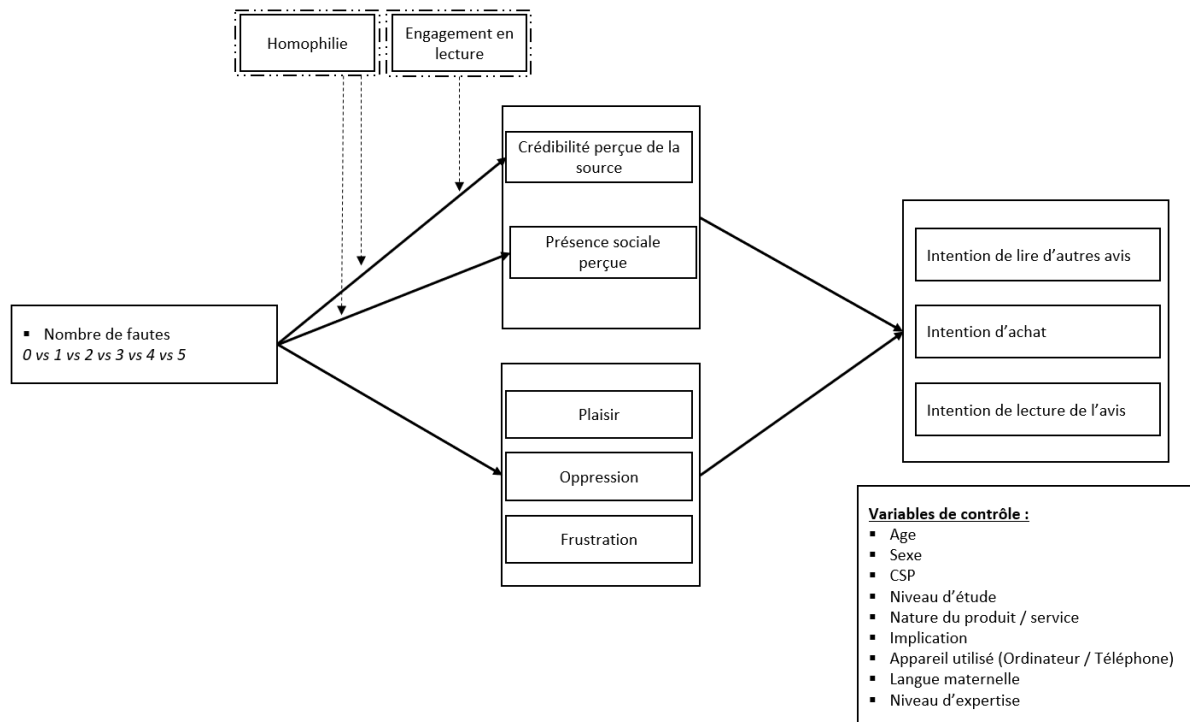 Homophilie
Engagement en
lecture
Crédibilité perçue de la
source
Présence sociale
perçue
▪ Nombre de fautes
0 vs 1 vs 2 vs 3 vs 4 vs 5
Plaisir
Oppression
Frustration
Intention de lire d’autres avis
Intention d’achat
Intention de lecture de l’avis
Variables de contrôle :
▪ Age
▪ Sexe
▪ CSP
▪ Niveau d’étude
▪ Nature du produit / service
▪ Implication
▪ Appareil utilisé (Ordinateur / Téléphone)
▪ Langue maternelle
▪ Niveau d’expertise